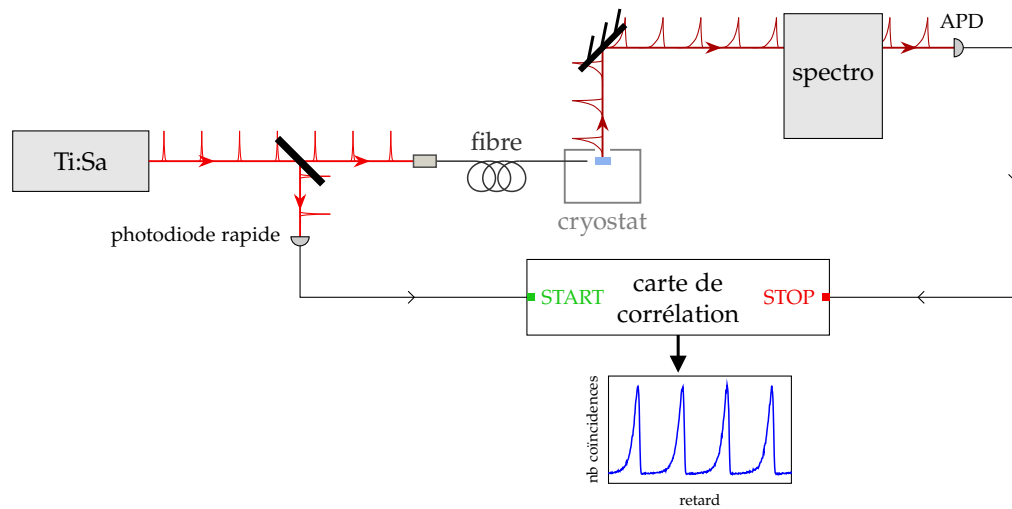 APD
spectro
Ti:Sa
fibre
cryostat
photodiode rapide
START
carte de
corrélation
STOP
nb coïncidences
retard